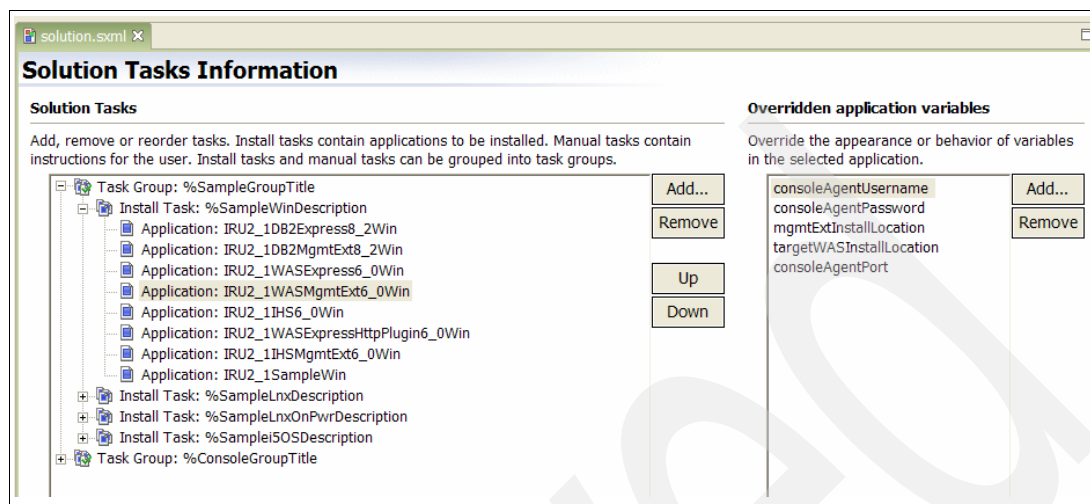 solution.sxml
Solution Tasks Information
Solution Tasks
Add, remove or reorder tasks. Install tasks contain applications to be installed. Manual tasks contain
instructions for the user. Install tasks and manual tasks can be grouped into task groups.
Task Group: %SampleGroupTitle
Install Task: %SampleWinDescription
Application: IRU2_1DB2Express8_2Win
Application: IRU2_1DB2MgmtExt8_2Win
Application: IRU2_1WASExpress6_0Win
Application: IRU2_1WASMgmtExt6_0Win
Application: IRU2_1IHS6_0Win
Application: IRU2_1WASExpressHttpPlugin6_0Win
Application: IRU2_1IHSMgmtExt6_0Win
Application: IRU2_1SampleWin
Install Task: %SampleLnxDescription
Install Task: %SampleLnxOnPwrDescription
Install Task: %Samplei5OSDescription
Task Group: %ConsoleGroupTitle
Add...
Remove
Up
Down
Overridden application variables
Override the appearance or behavior of variables
in the selected application.
consoleAgentUsername
consoleAgentPassword
mgmtExtInstallLocation
targetWASInstallLocation
consoleAgentPort
Add...
Remove